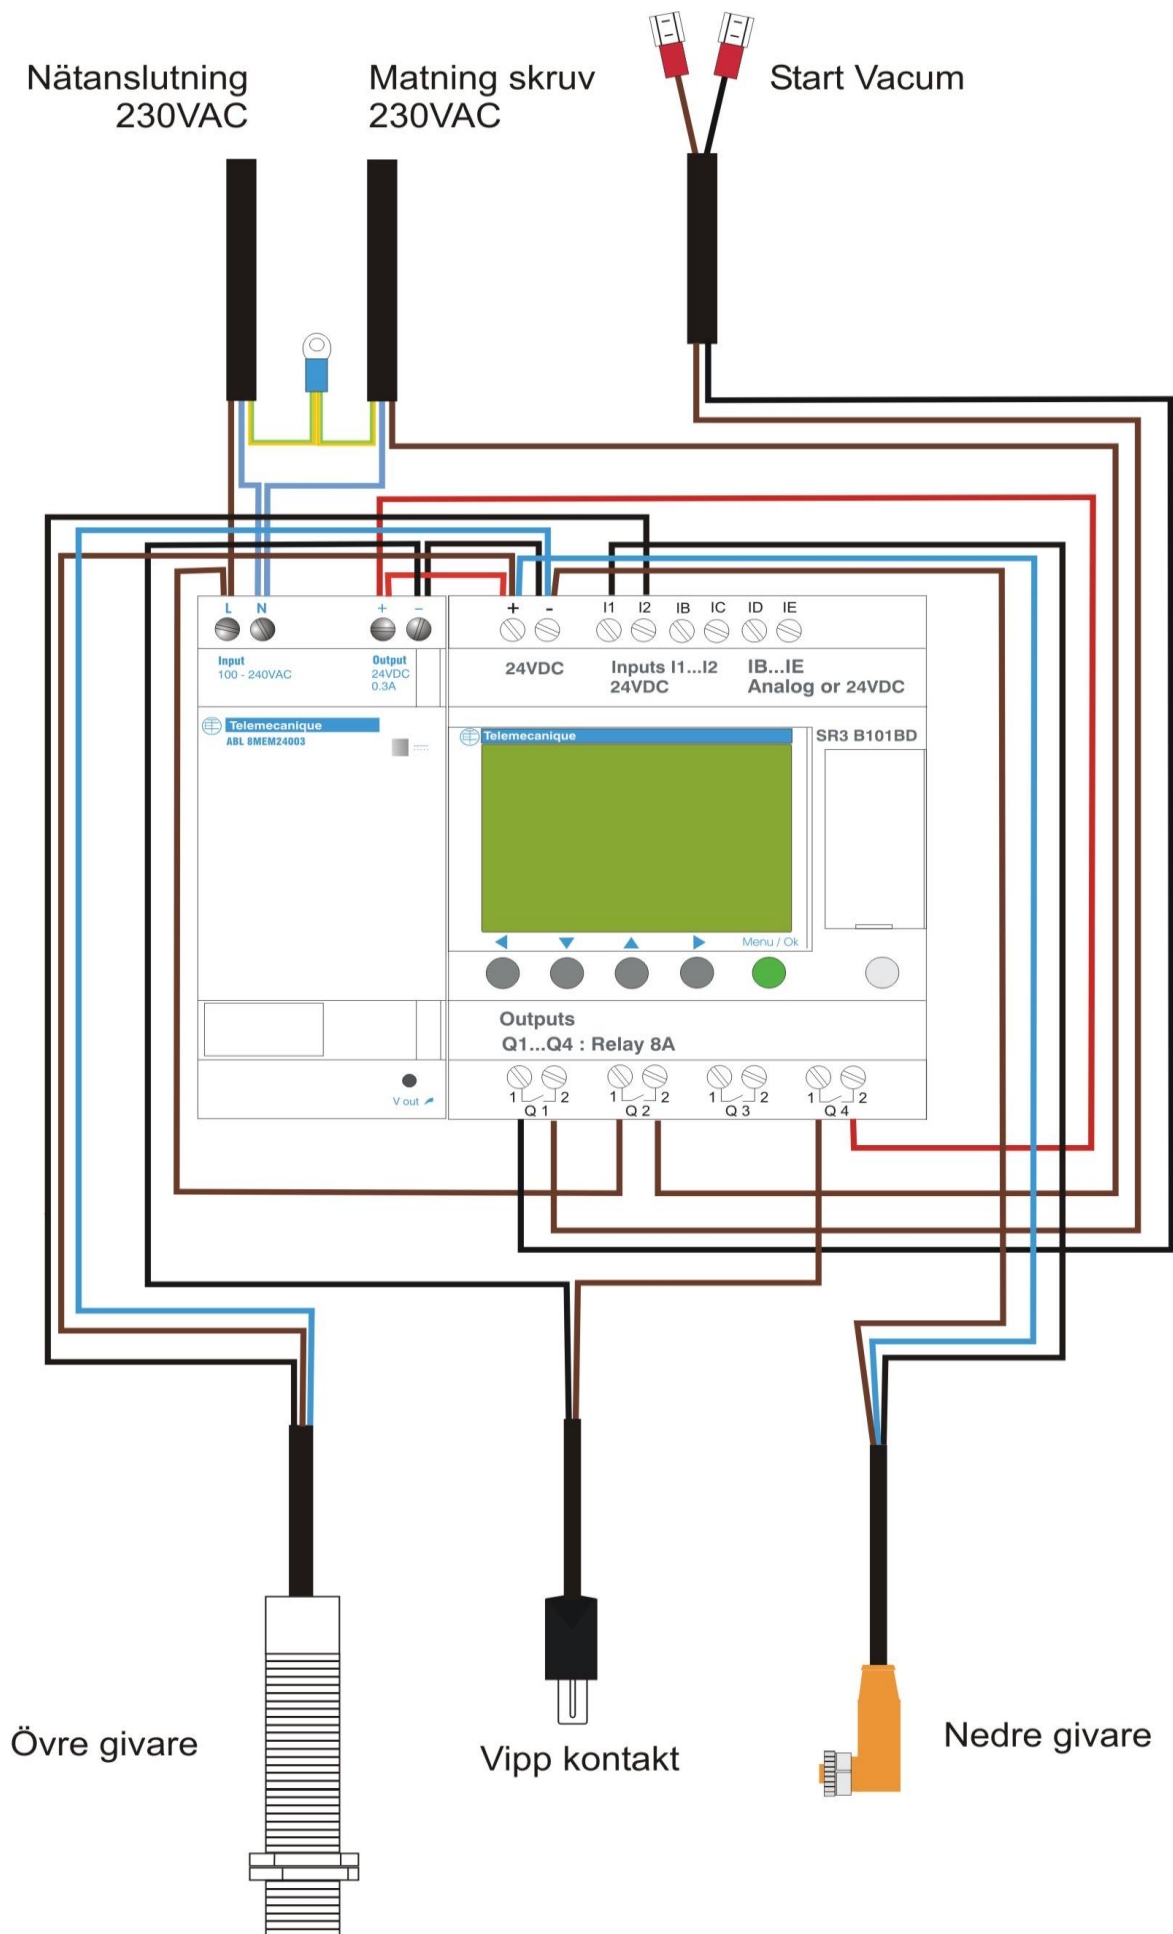 Nätanslutning
230VAC
Matning skruv
230VAC
Start Vacum
L N + –
+ - I1 I2 IB IC ID IE
Input
100 - 240VAC
Output
24VDC
0.3A
24VDC
Inputs I1...I2
24VDC
IB...IE
Analog or 24VDC
Telemecanique
ABL 8MEM24003
Telemecanique
SR3 B101BD
Menu / Ok
Outputs
Q1...Q4 : Relay 8A
V out
1 2
Q 1
1 2
Q 2
1 2
Q 3
1 2
Q 4
Övre givare
Vipp kontakt
Nedre givare